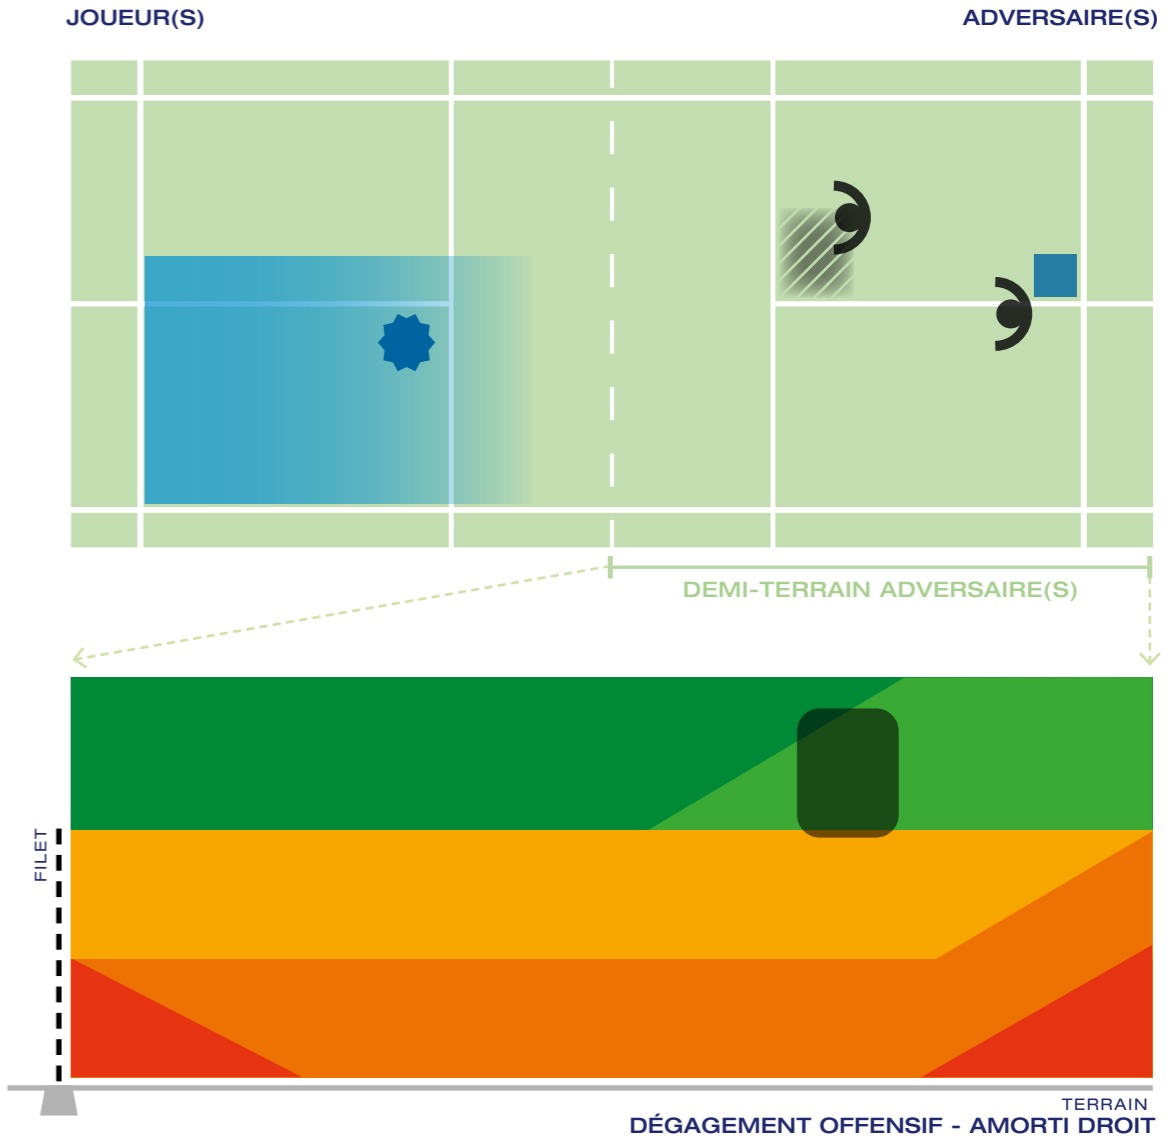 JOUEUR(S)
ADVERSAIRE(S)
DEMI-TERRAIN ADVERSAIRE(S)
FILET
TERRAIN
DÉGAGEMENT OFFENSIF - AMORTI DROIT